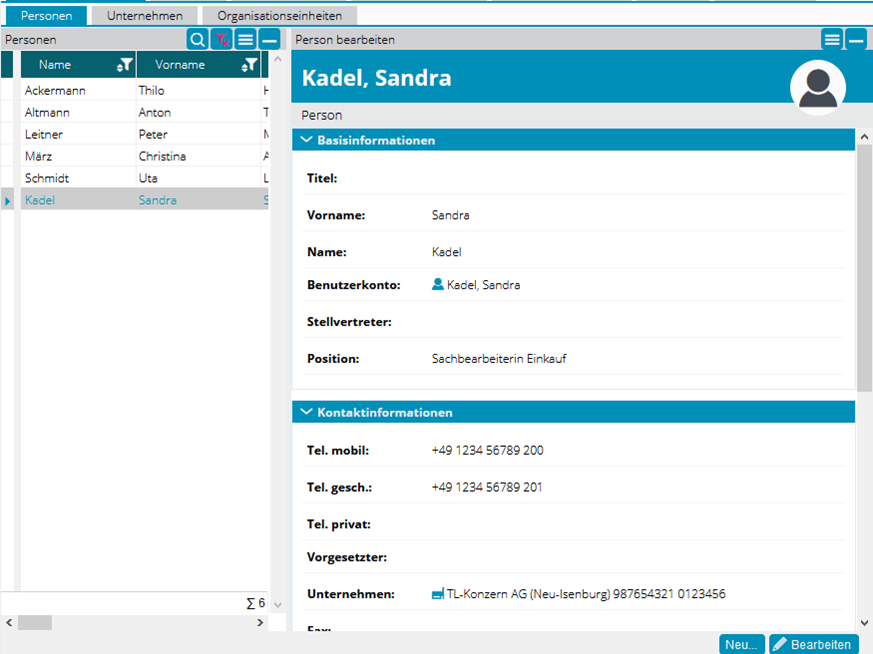 Personen Unternehmen Organisationseinheiten
Personen
Name Vorname
Ackermann Thilo H
Altmann Anton T
Leitner Peter M
März Christina A
Schmidt Uta L
Kadel Sandra S
Σ 6
Person bearbeiten
Kadel, Sandra
Person
Basisinformationen
Titel:
Vorname: Sandra
Name: Kadel
Benutzerkonto: Kadel, Sandra
Stellvertreter:
Position: Sachbearbeiterin Einkauf
Kontaktinformationen
Tel. mobil: +49 1234 56789 200
Tel. gesch.: +49 1234 56789 201
Tel. privat:
Vorgesetzter:
Unternehmen: TL-Konzern AG (Neu-Isenburg) 987654321 0123456
Fax:
Neu... Bearbeiten